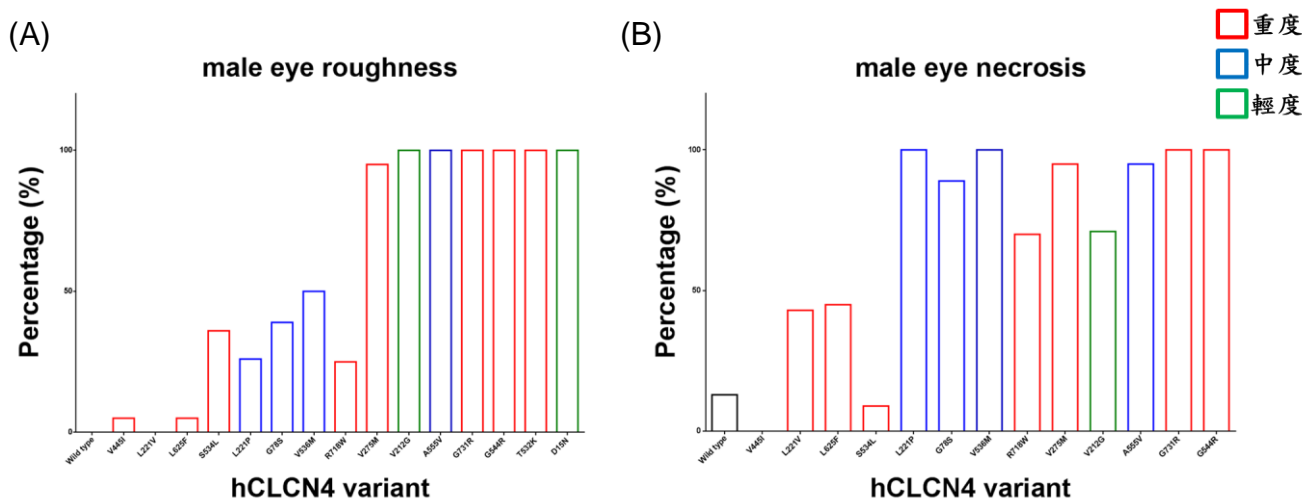 (A)
male eye roughness
Percentage (%)
100
50
0
Wild type
V445I
L221V
L625F
S534L
L221P
G78S
V536M
R718W
V275M
V212G
A555V
G731R
G544R
T532K
D15N
hCLCN4 variant
(B)
male eye necrosis
Percentage (%)
100
50
0
Wild type
V445I
L221V
L625F
S534L
L221P
G78S
V536M
R718W
V275M
V212G
A555V
G731R
G544R
hCLCN4 variant
重度
中度
輕度